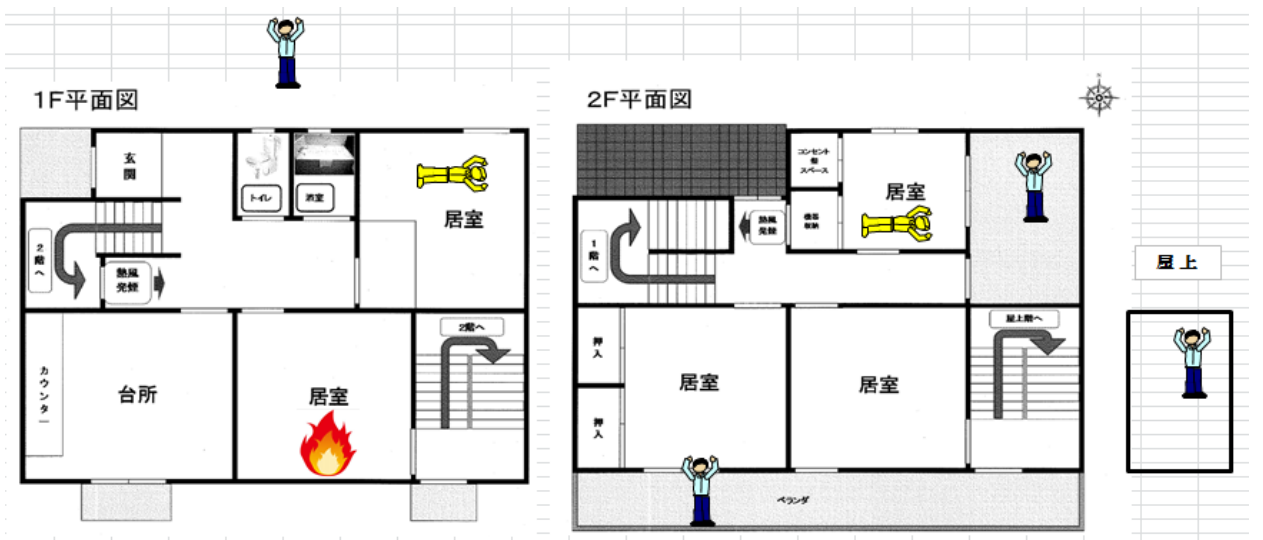 1F平面図
玄関
トイレ
浴室
居室
2階へ
熱風発煙
カウンター
台所
居室
2階へ
2F平面図
N
コンセント盤スペース
居室
機器収納
熱風発煙
1階へ
押入
押入
居室
居室
屋上階へ
ベランダ
屋上